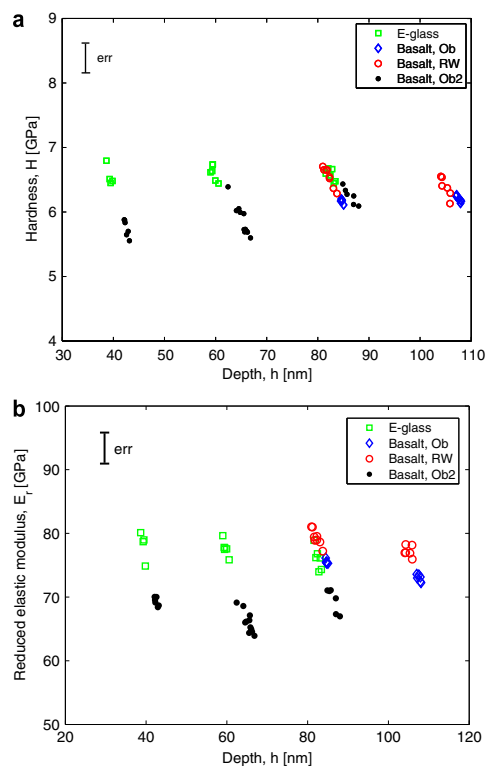 a
9
8
7
6
5
4
Hardness, H [GPa]
err
E-glass
Basalt, Ob
Basalt, RW
Basalt, Ob2
30 40 50 60 70 80 90 100 110
Depth, h [nm]
b
100
90
80
70
60
50
Reduced elastic modulus, E_r [GPa]
err
E-glass
Basalt, Ob
Basalt, RW
Basalt, Ob2
20 40 60 80 100 120
Depth, h [nm]